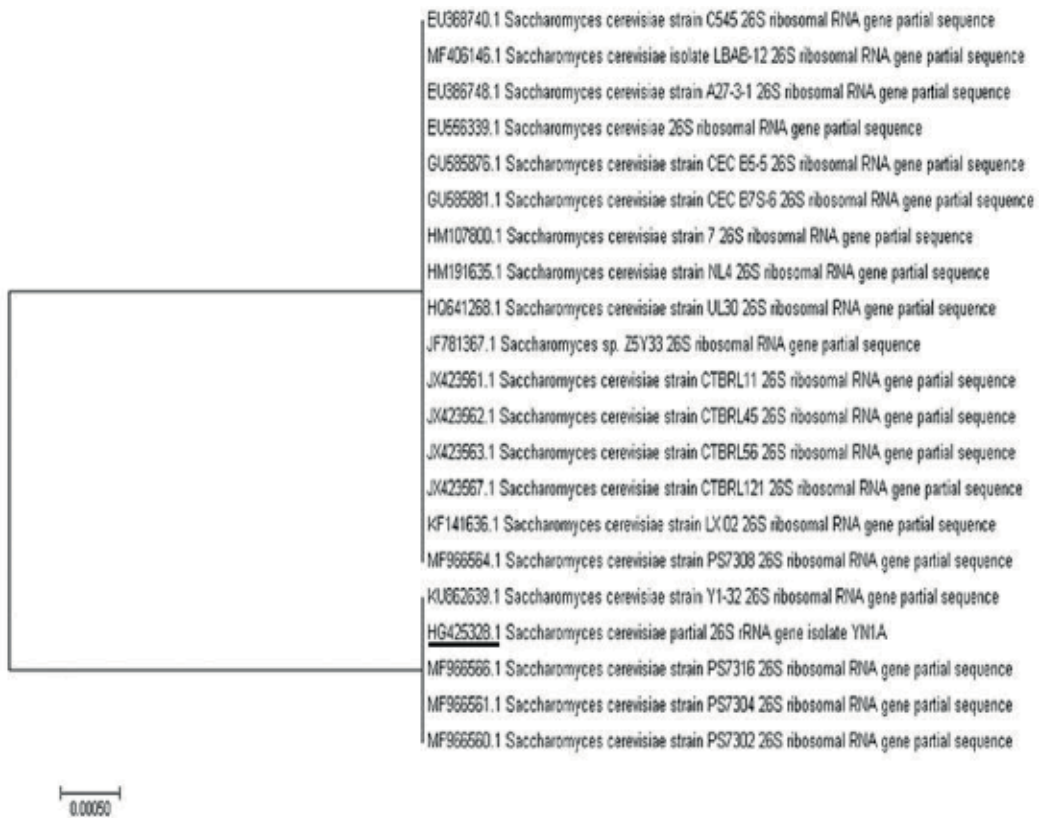 EU368740.1 Saccharomyces cerevisiae strain C545 26S ribosomal RNA gene partial sequence
MF406146.1 Saccharomyces cerevisiae isolate LBAB-12 26S ribosomal RNA gene partial sequence
EU386748.1 Saccharomyces cerevisiae strain A27-3-1 26S ribosomal RNA gene partial sequence
EU556339.1 Saccharomyces cerevisiae 26S ribosomal RNA gene partial sequence
GU585876.1 Saccharomyces cerevisiae strain CEC B5-5 26S ribosomal RNA gene partial sequence
GU585881.1 Saccharomyces cerevisiae strain CEC B7S-6 26S ribosomal RNA gene partial sequence
HM107800.1 Saccharomyces cerevisiae strain 7 26S ribosomal RNA gene partial sequence
HM191635.1 Saccharomyces cerevisiae strain NL4 26S ribosomal RNA gene partial sequence
HQ641268.1 Saccharomyces cerevisiae strain UL30 26S ribosomal RNA gene partial sequence
JF781367.1 Saccharomyces sp. Z5Y33 26S ribosomal RNA gene partial sequence
JX423561.1 Saccharomyces cerevisiae strain CTBRL11 26S ribosomal RNA gene partial sequence
JX423562.1 Saccharomyces cerevisiae strain CTBRL45 26S ribosomal RNA gene partial sequence
JX423563.1 Saccharomyces cerevisiae strain CTBRL56 26S ribosomal RNA gene partial sequence
JX423567.1 Saccharomyces cerevisiae strain CTBRL121 26S ribosomal RNA gene partial sequence
KF141636.1 Saccharomyces cerevisiae strain LX 02 26S ribosomal RNA gene partial sequence
MF966564.1 Saccharomyces cerevisiae strain PS7308 26S ribosomal RNA gene partial sequence
KU862639.1 Saccharomyces cerevisiae strain Y1-32 26S ribosomal RNA gene partial sequence
HG425328.1 Saccharomyces cerevisiae partial 26S rRNA gene isolate YN1A
MF966566.1 Saccharomyces cerevisiae strain PS7316 26S ribosomal RNA gene partial sequence
MF966561.1 Saccharomyces cerevisiae strain PS7304 26S ribosomal RNA gene partial sequence
MF966560.1 Saccharomyces cerevisiae strain PS7302 26S ribosomal RNA gene partial sequence
0.00050